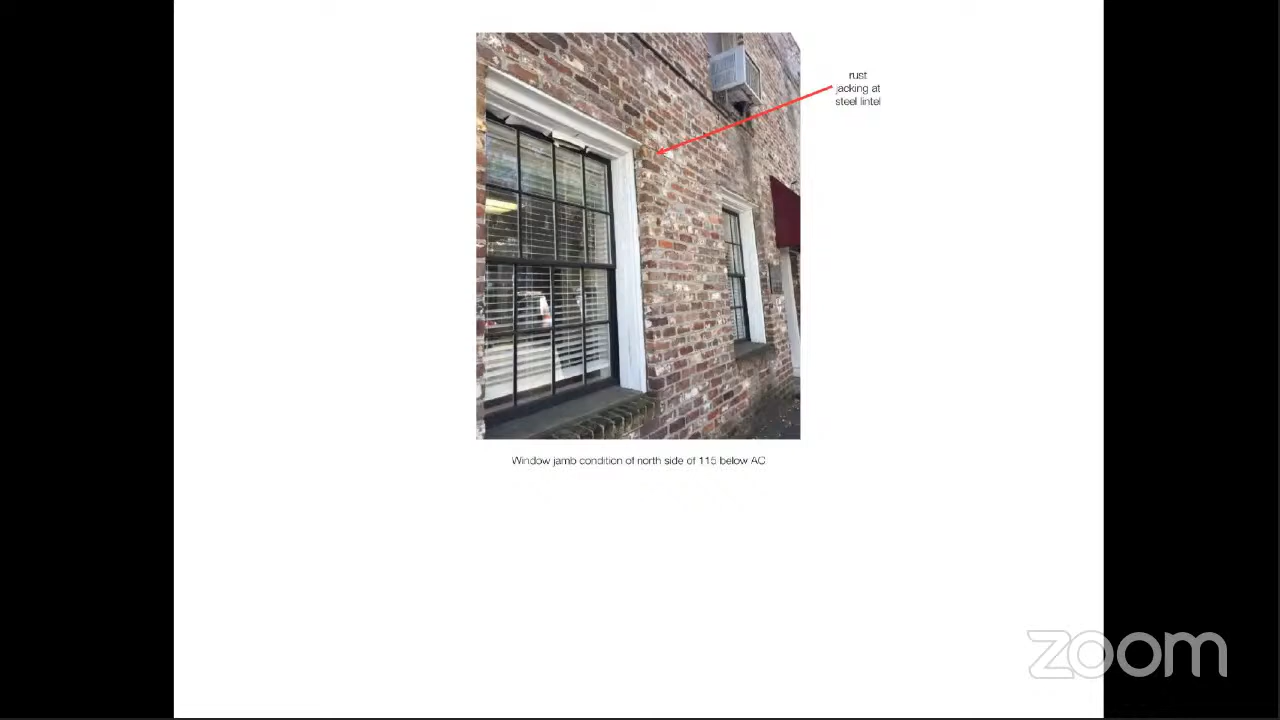 rust
jacking at
steel lintel
Window jamb condition of north side of 115 below AC
zoom